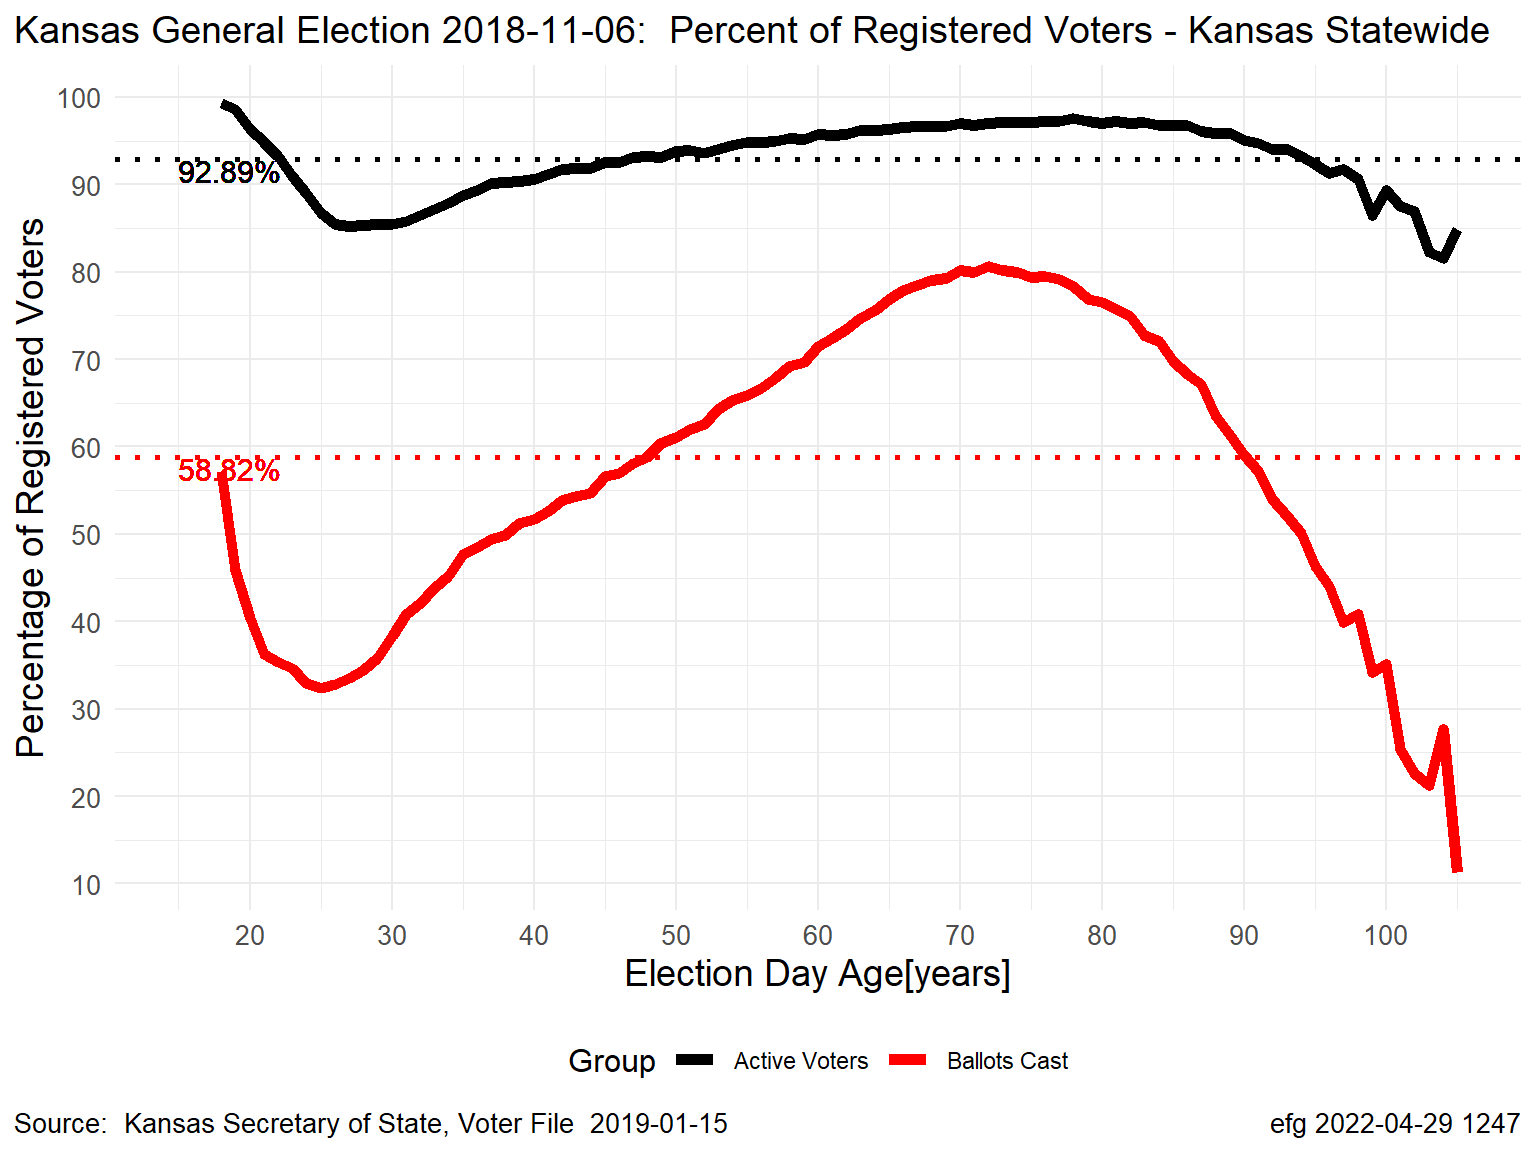 Kansas General Election 2018-11-06:  Percent of Registered Voters - Kansas Statewide
Percentage of Registered Voters
100
90
80
70
60
50
40
30
20
10
92.89%
58.82%
20 30 40 50 60 70 80 90 100
Election Day Age[years]
Group Active Voters Ballots Cast
Source:  Kansas Secretary of State, Voter File  2019-01-15 efg 2022-04-29 1247